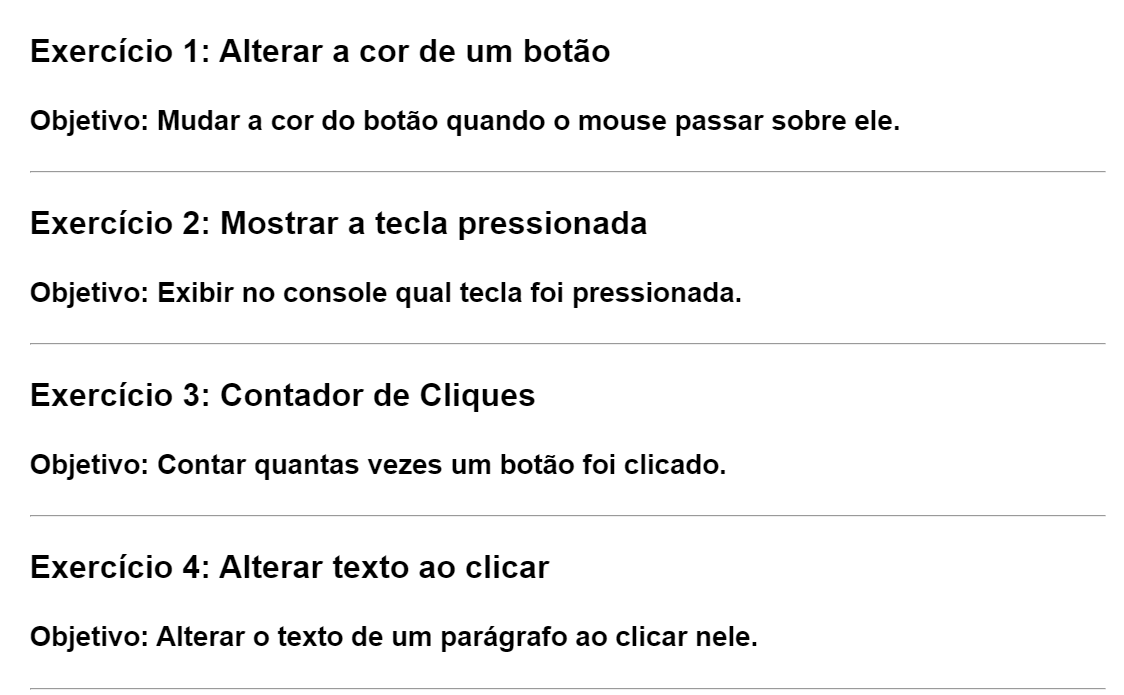 Exercício 1: Alterar a cor de um botão
Objetivo: Mudar a cor do botão quando o mouse passar sobre ele.
Exercício 2: Mostrar a tecla pressionada
Objetivo: Exibir no console qual tecla foi pressionada.
Exercício 3: Contador de Cliques
Objetivo: Contar quantas vezes um botão foi clicado.
Exercício 4: Alterar texto ao clicar
Objetivo: Alterar o texto de um parágrafo ao clicar nele.